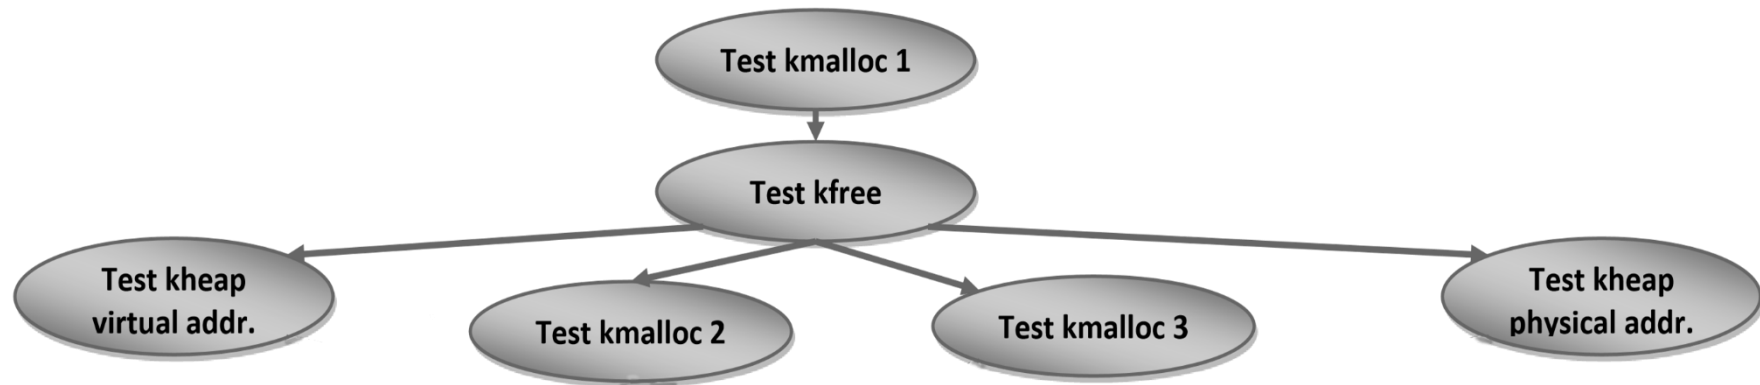 Test kmalloc 1
Test kfree
Test kheap
virtual addr.
Test kmalloc 2
Test kmalloc 3
Test kheap
physical addr.